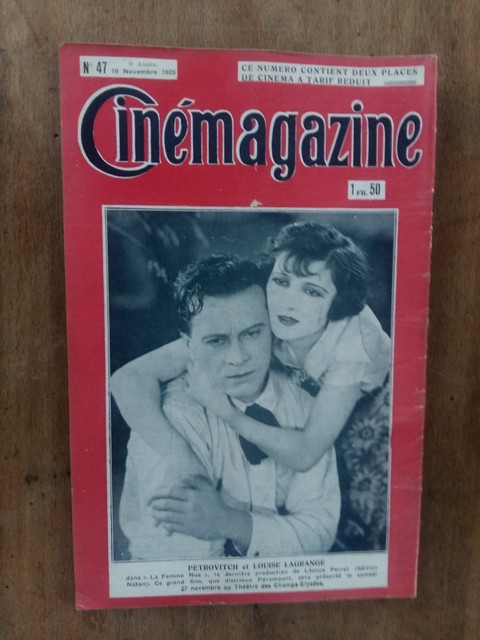 N° 47
6e Année.
19 Novembre 1926
CE NUMERO CONTIENT DEUX PLACES
DE CINEMA A TARIF REDUIT
Cinémagazine
1 FR. 50
PETROVITCH et LOUISE LAGRANGE
dans « La Femme Nue », la dernière production de Léonce Perret (édition
Natan). Ce grand film, que distribue Paramount, sera présenté le samedi
27 novembre au Théâtre des Champs-Elysées.